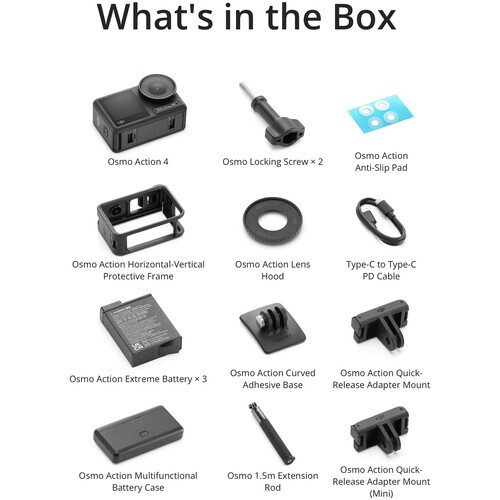 What's in the Box
Osmo Action 4
Osmo Locking Screw × 2
Osmo Action
Anti-Slip Pad
Osmo Action Horizontal-Vertical
Protective Frame
Osmo Action Lens
Hood
Type-C to Type-C
PD Cable
Osmo Action Extreme Battery × 3
Osmo Action Curved
Adhesive Base
Osmo Action Quick-
Release Adapter Mount
Osmo Action Multifunctional
Battery Case
Osmo 1.5m Extension
Rod
Osmo Action Quick-
Release Adapter Mount
(Mini)